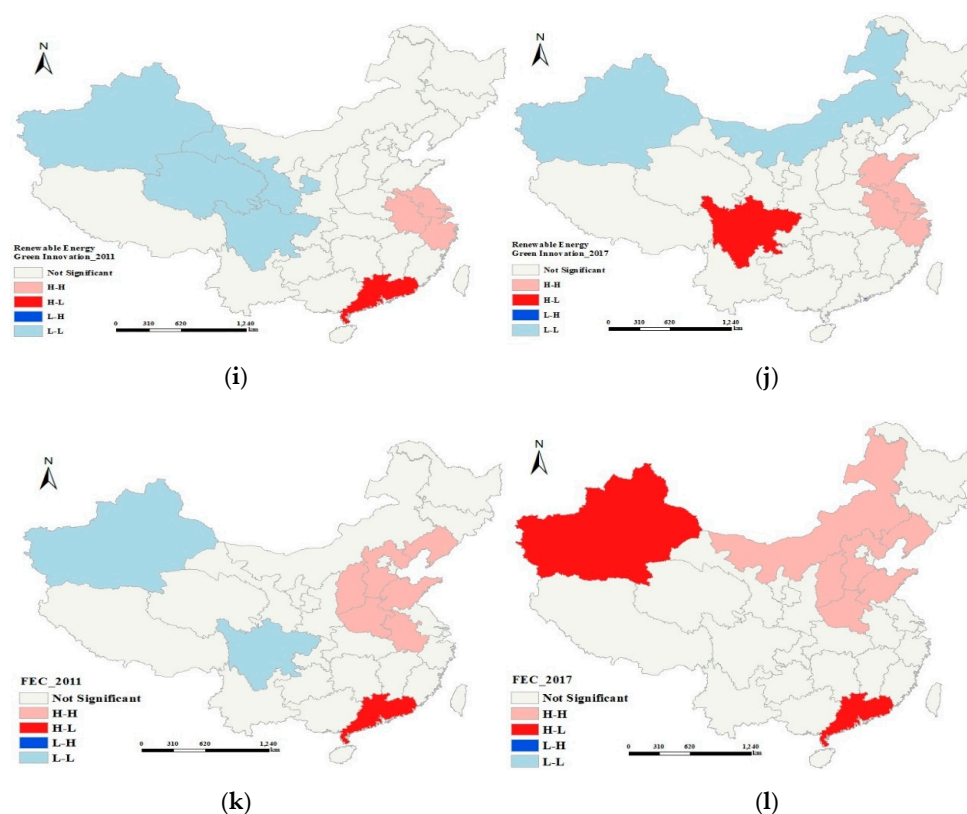 N
Renewable Energy
Green Innovation_2011
Not Significant
H-H
H-L
L-H
L-L
0 310 620 1,240
km
(i)
N
Renewable Energy
Green Innovation_2017
Not Significant
H-H
H-L
L-H
L-L
0 310 620 1,240
km
(j)
N
FEC_2011
Not Significant
H-H
H-L
L-H
L-L
0 310 620 1,240
km
(k)
N
FEC_2017
Not Significant
H-H
H-L
L-H
L-L
0 310 620 1,240
km
(l)